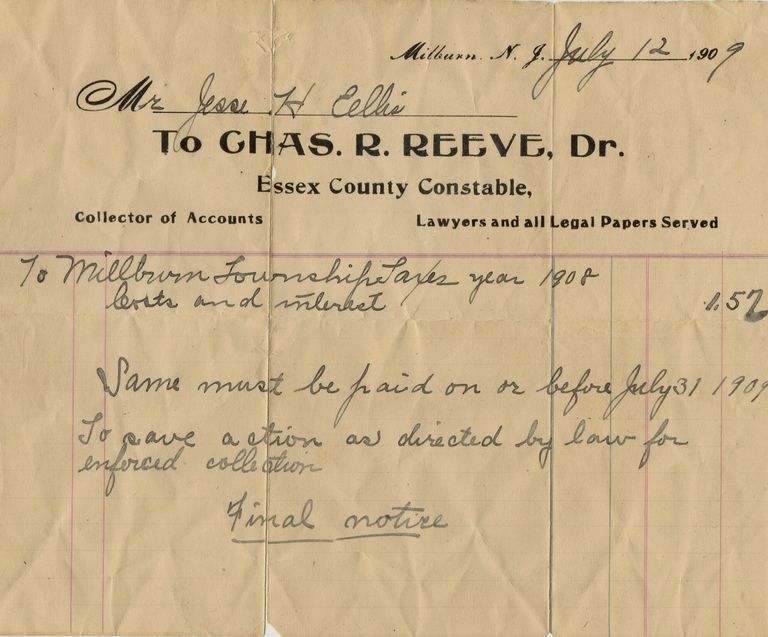 Milburn. N. J. July 12 1909
Mr Jesse H Eellis
To CHAS. R. REEVE, Dr.
Essex County Constable,
Collector of Accounts Lawyers and all Legal Papers Served
To Millburn Township Taxes year 1908
Costs and interest 1.57
Same must be paid on or before July 31 1909
To save action as directed by law for
enforced collection
Final notice